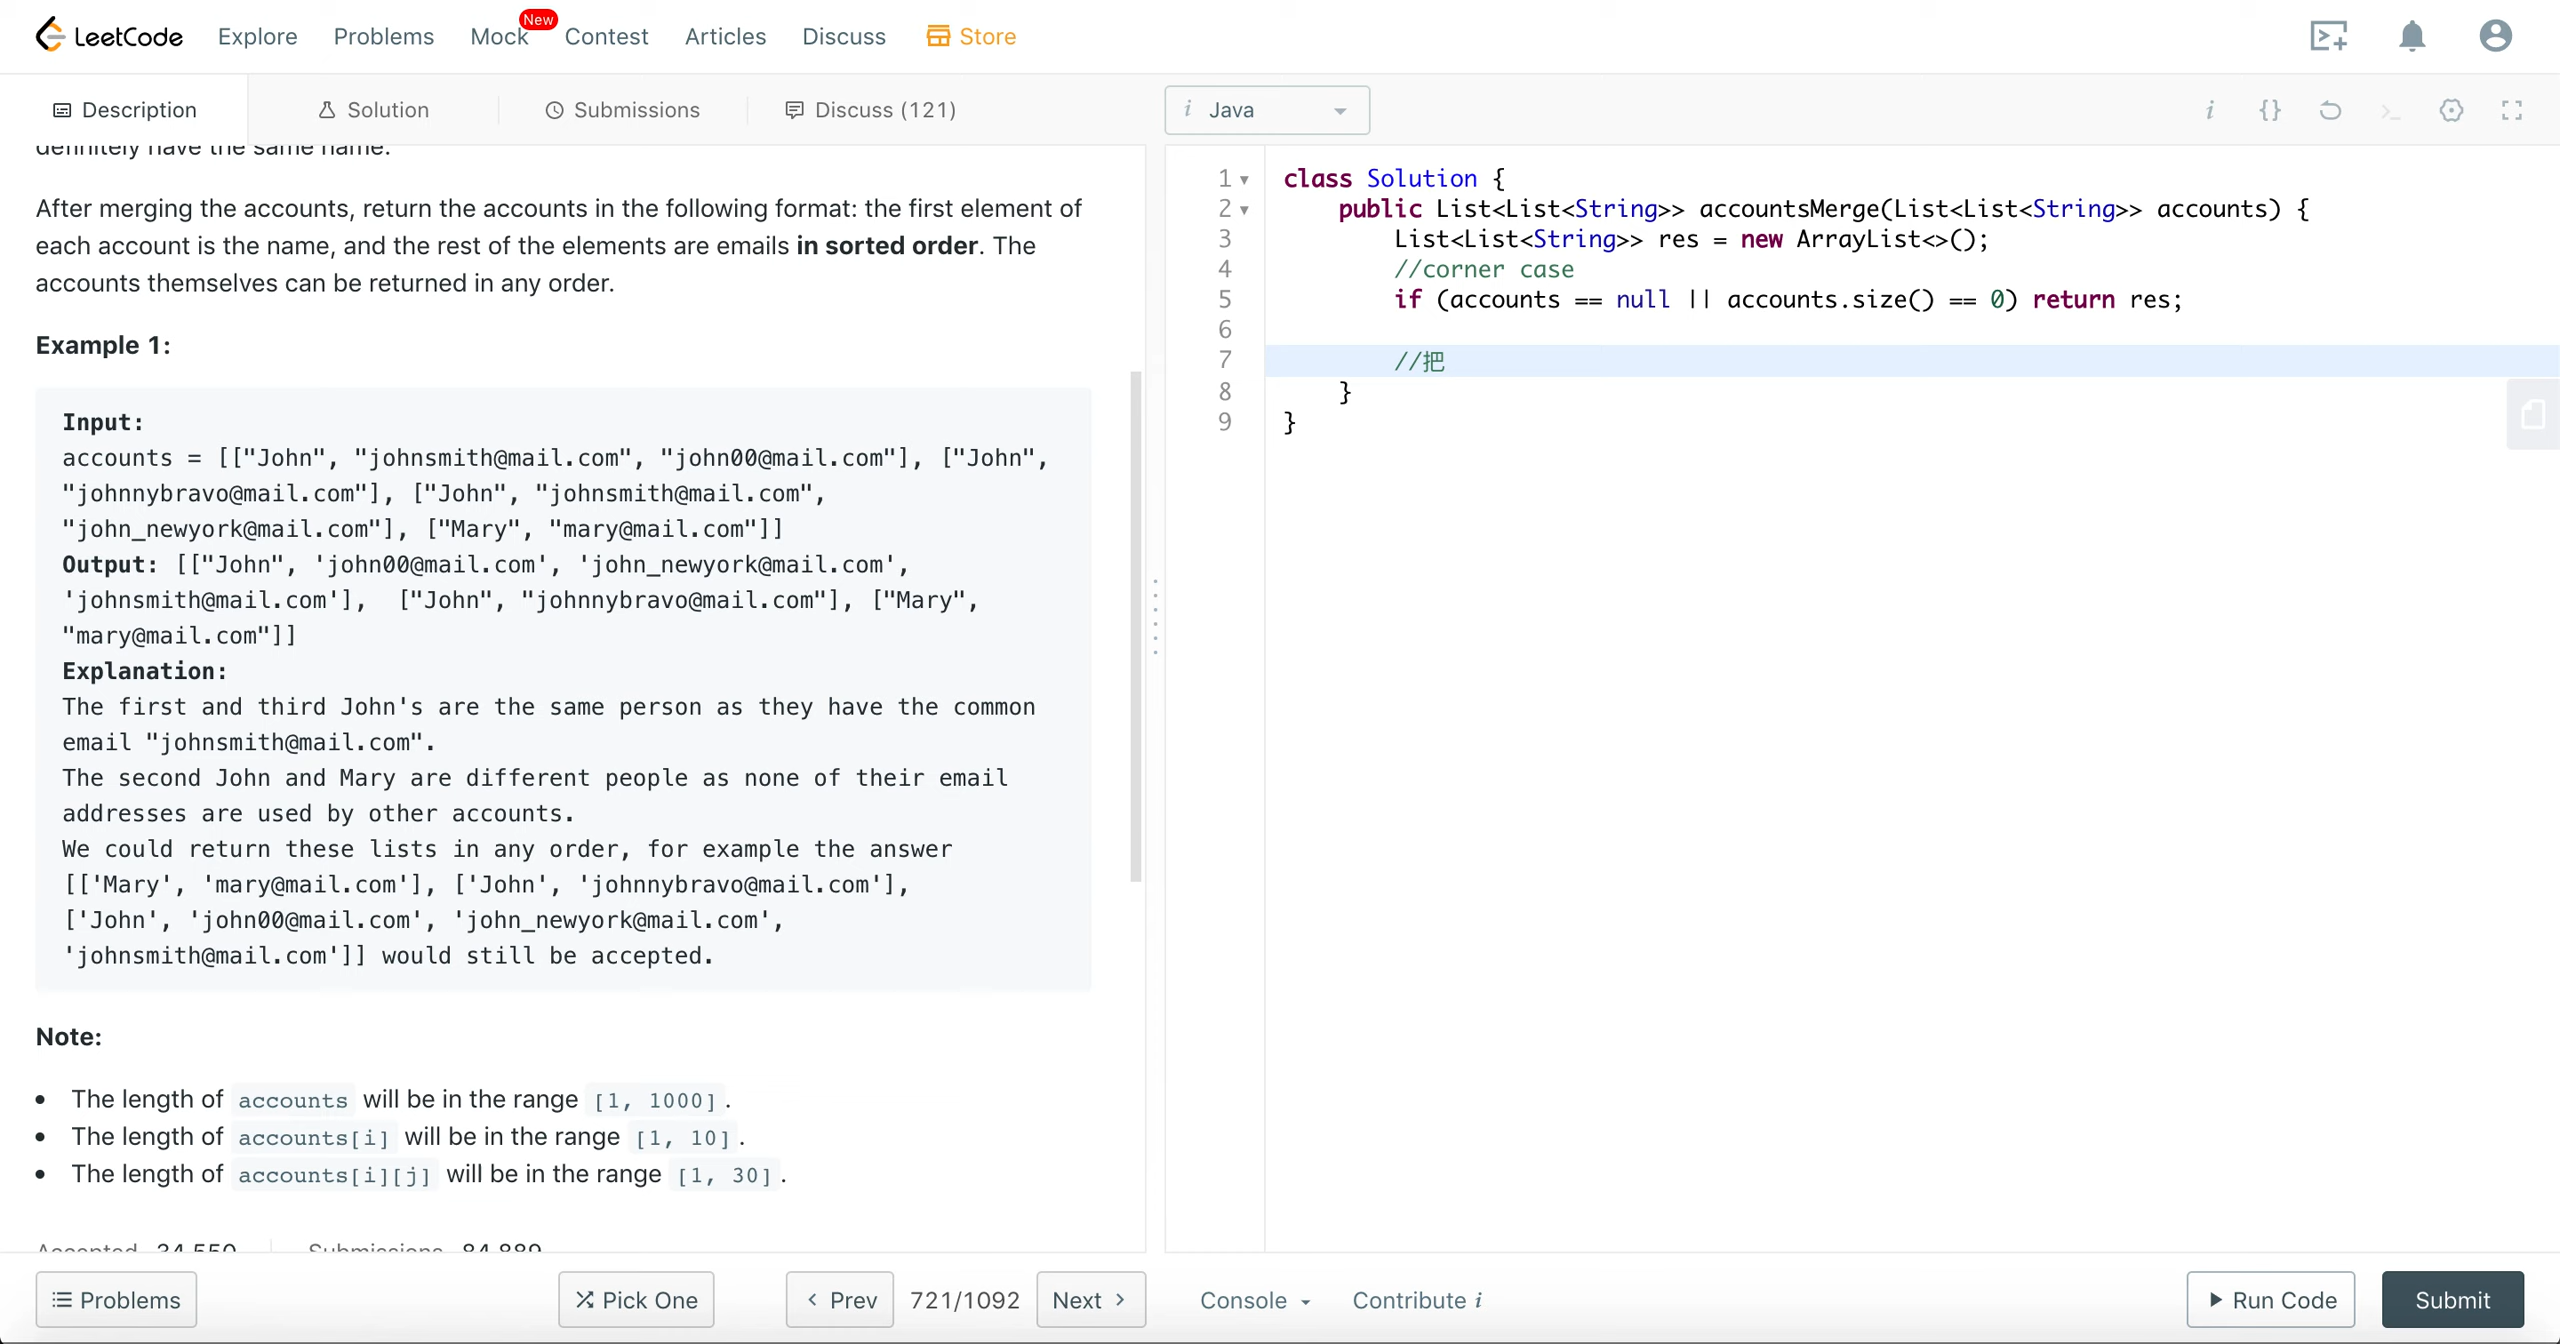 LeetCode Explore Problems Mock New Contest Articles Discuss Store
Description Solution Submissions Discuss (121) i Java
definitely have the same name.
After merging the accounts, return the accounts in the following format: the first element of
each account is the name, and the rest of the elements are emails in sorted order. The
accounts themselves can be returned in any order.
Example 1:
Input:
accounts = [["John", "johnsmith@mail.com", "john00@mail.com"], ["John",
"johnnybravo@mail.com"], ["John", "johnsmith@mail.com",
"john_newyork@mail.com"], ["Mary", "mary@mail.com"]]
Output: [["John", 'john00@mail.com', 'john_newyork@mail.com',
'johnsmith@mail.com'],  ["John", "johnnybravo@mail.com"], ["Mary",
"mary@mail.com"]]
Explanation:
The first and third John's are the same person as they have the common
email "johnsmith@mail.com".
The second John and Mary are different people as none of their email
addresses are used by other accounts.
We could return these lists in any order, for example the answer
[['Mary', 'mary@mail.com'], ['John', 'johnnybravo@mail.com'],
['John', 'john00@mail.com', 'john_newyork@mail.com',
'johnsmith@mail.com']] would still be accepted.
Note:
• The length of accounts will be in the range [1, 1000].
• The length of accounts[i] will be in the range [1, 10].
• The length of accounts[i][j] will be in the range [1, 30].
Accepted 34,550 Submissions 84,889
1 class Solution {
2 public List<List<String>> accountsMerge(List<List<String>> accounts) {
3 List<List<String>> res = new ArrayList<>();
4 //corner case
5 if (accounts == null || accounts.size() == 0) return res;
6
7 //把
8 }
9 }
Problems Pick One < Prev 721/1092 Next > Console Contribute i Run Code Submit